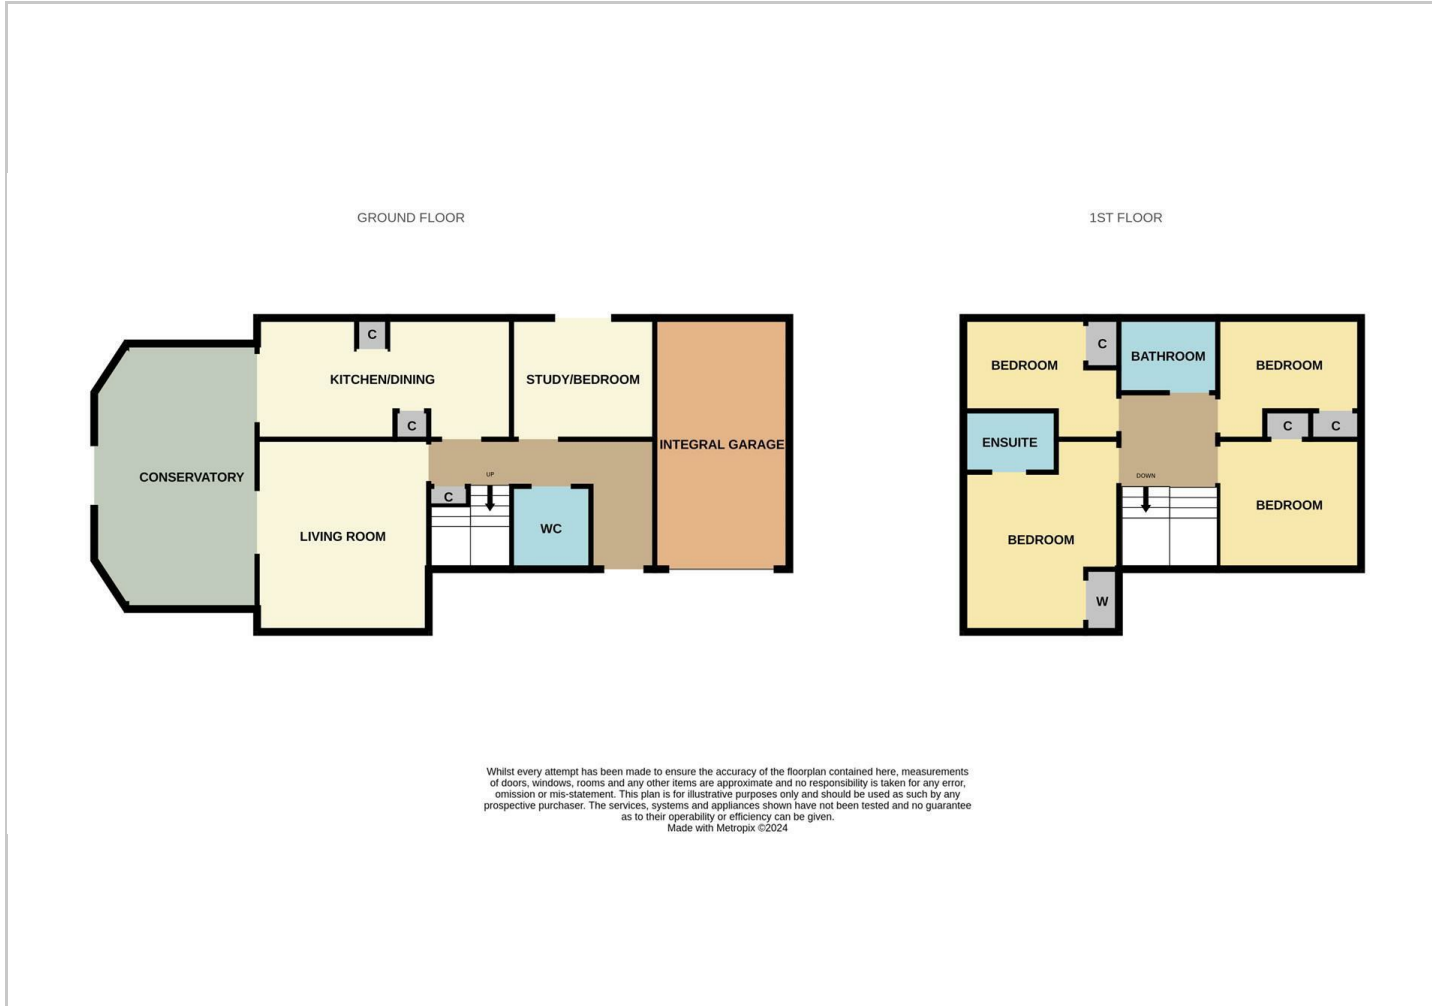 GROUND FLOOR
1ST FLOOR
C
KITCHEN/DINING
C
STUDY/BEDROOM
INTEGRAL GARAGE
CONSERVATORY
LIVING ROOM
UP
C
WC
BEDROOM
C
BATHROOM
BEDROOM
ENSUITE
C
C
DOWN
BEDROOM
BEDROOM
W
Whilst every attempt has been made to ensure the accuracy of the floorplan contained here, measurements
of doors, windows, rooms and any other items are approximate and no responsibility is taken for any error,
omission or mis-statement. This plan is for illustrative purposes only and should be used as such by any
prospective purchaser. The services, systems and appliances shown have not been tested and no guarantee
as to their operability or efficiency can be given.
Made with Metropix ©2024